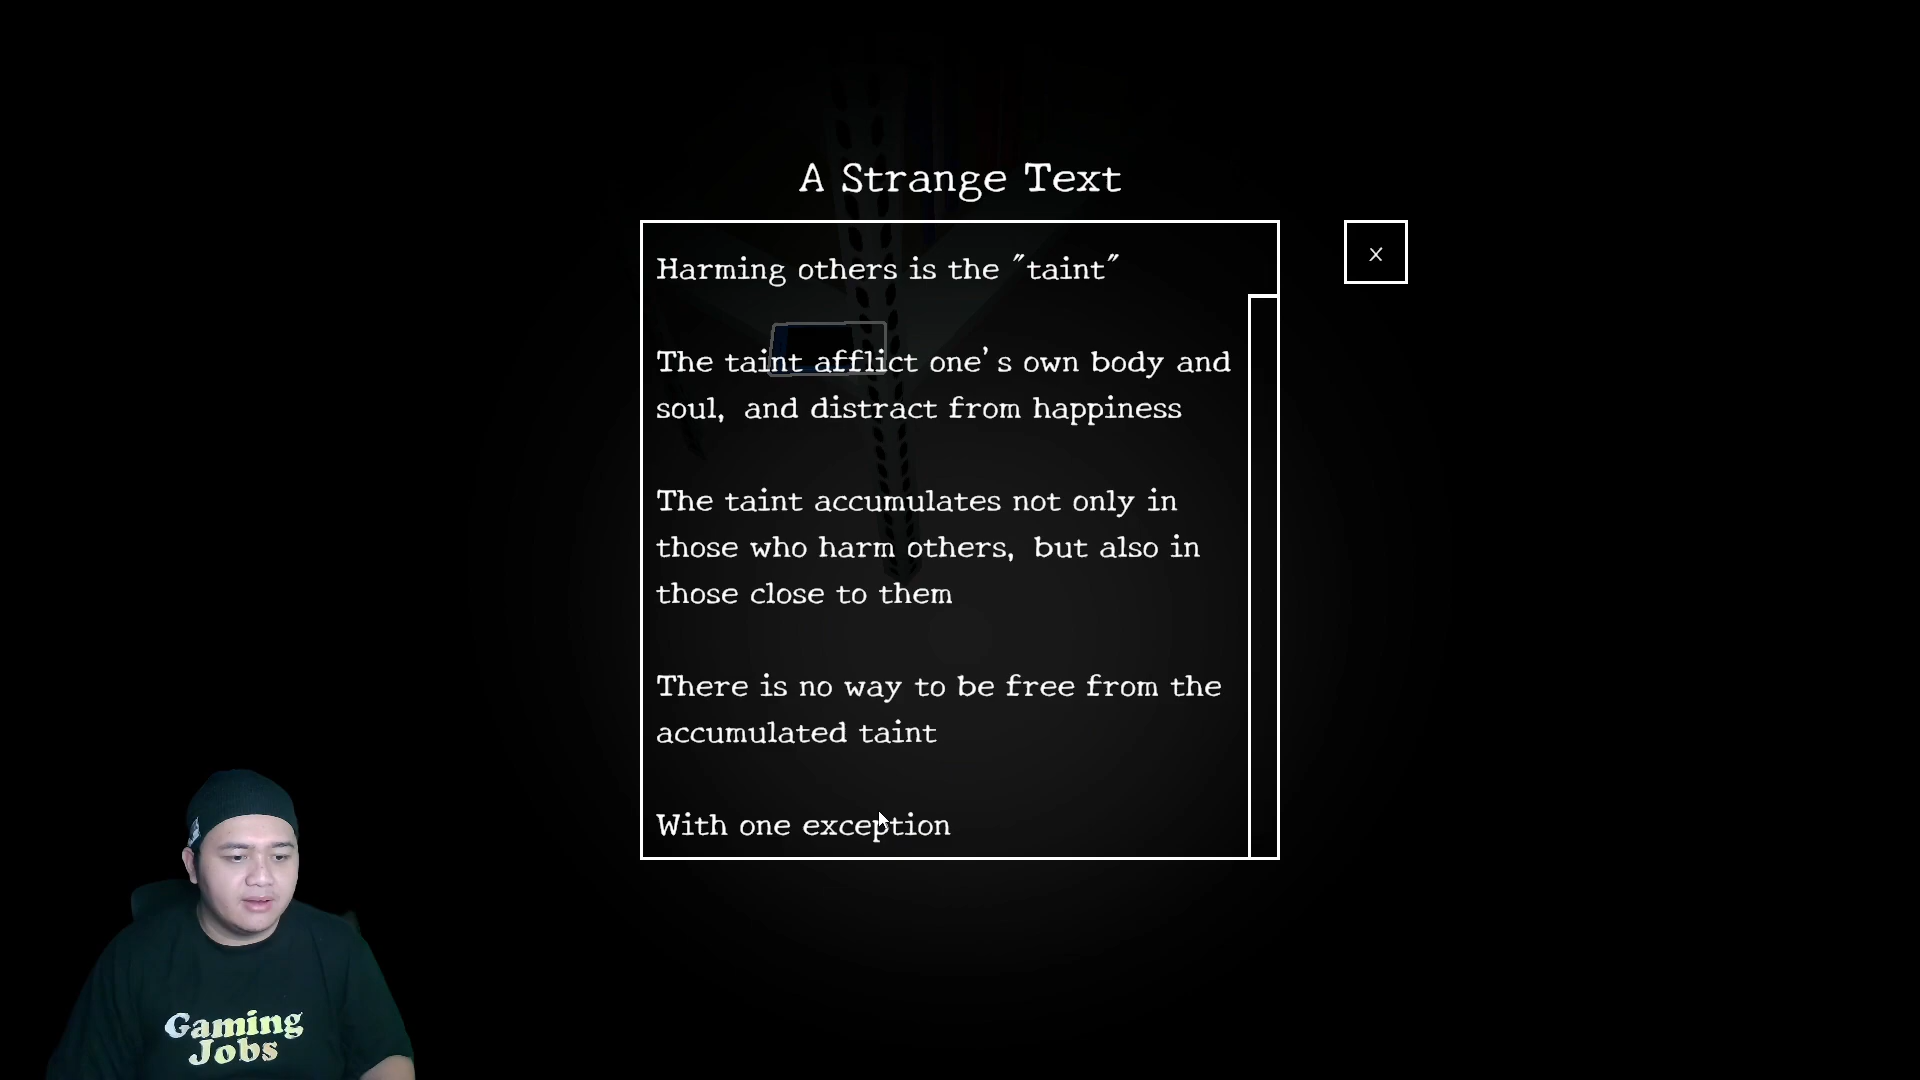 A Strange Text
x
Harming others is the "taint"
The taint afflict one's own body and
soul, and distract from happiness
The taint accumulates not only in
those who harm others, but also in
those close to them
There is no way to be free from the
accumulated taint
With one exception
Gaming
Jobs